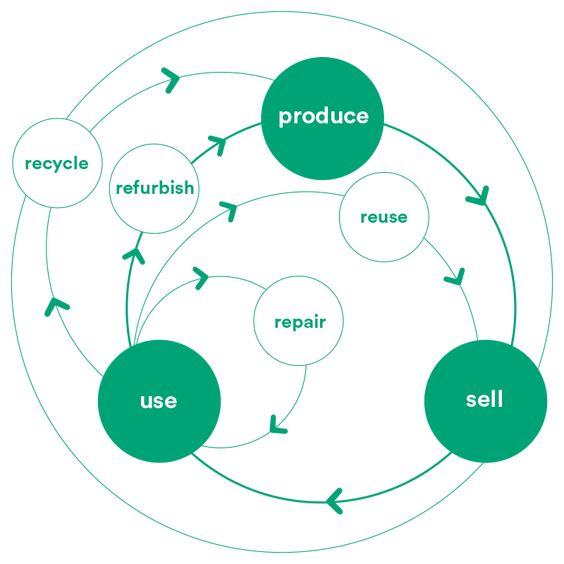 produce
recycle
refurbish
reuse
repair
use
sell